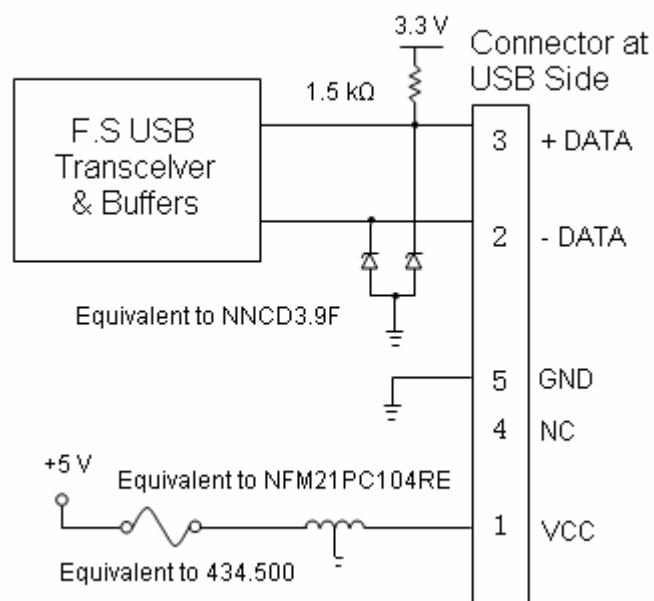 3.3 V
Connector at
USB Side
1.5 kΩ
F.S USB
Transcelver
& Buffers
3
+ DATA
2
- DATA
Equivalent to NNCD3.9F
5
GND
4
NC
+5 V
Equivalent to NFM21PC104RE
1
VCC
Equivalent to 434.500